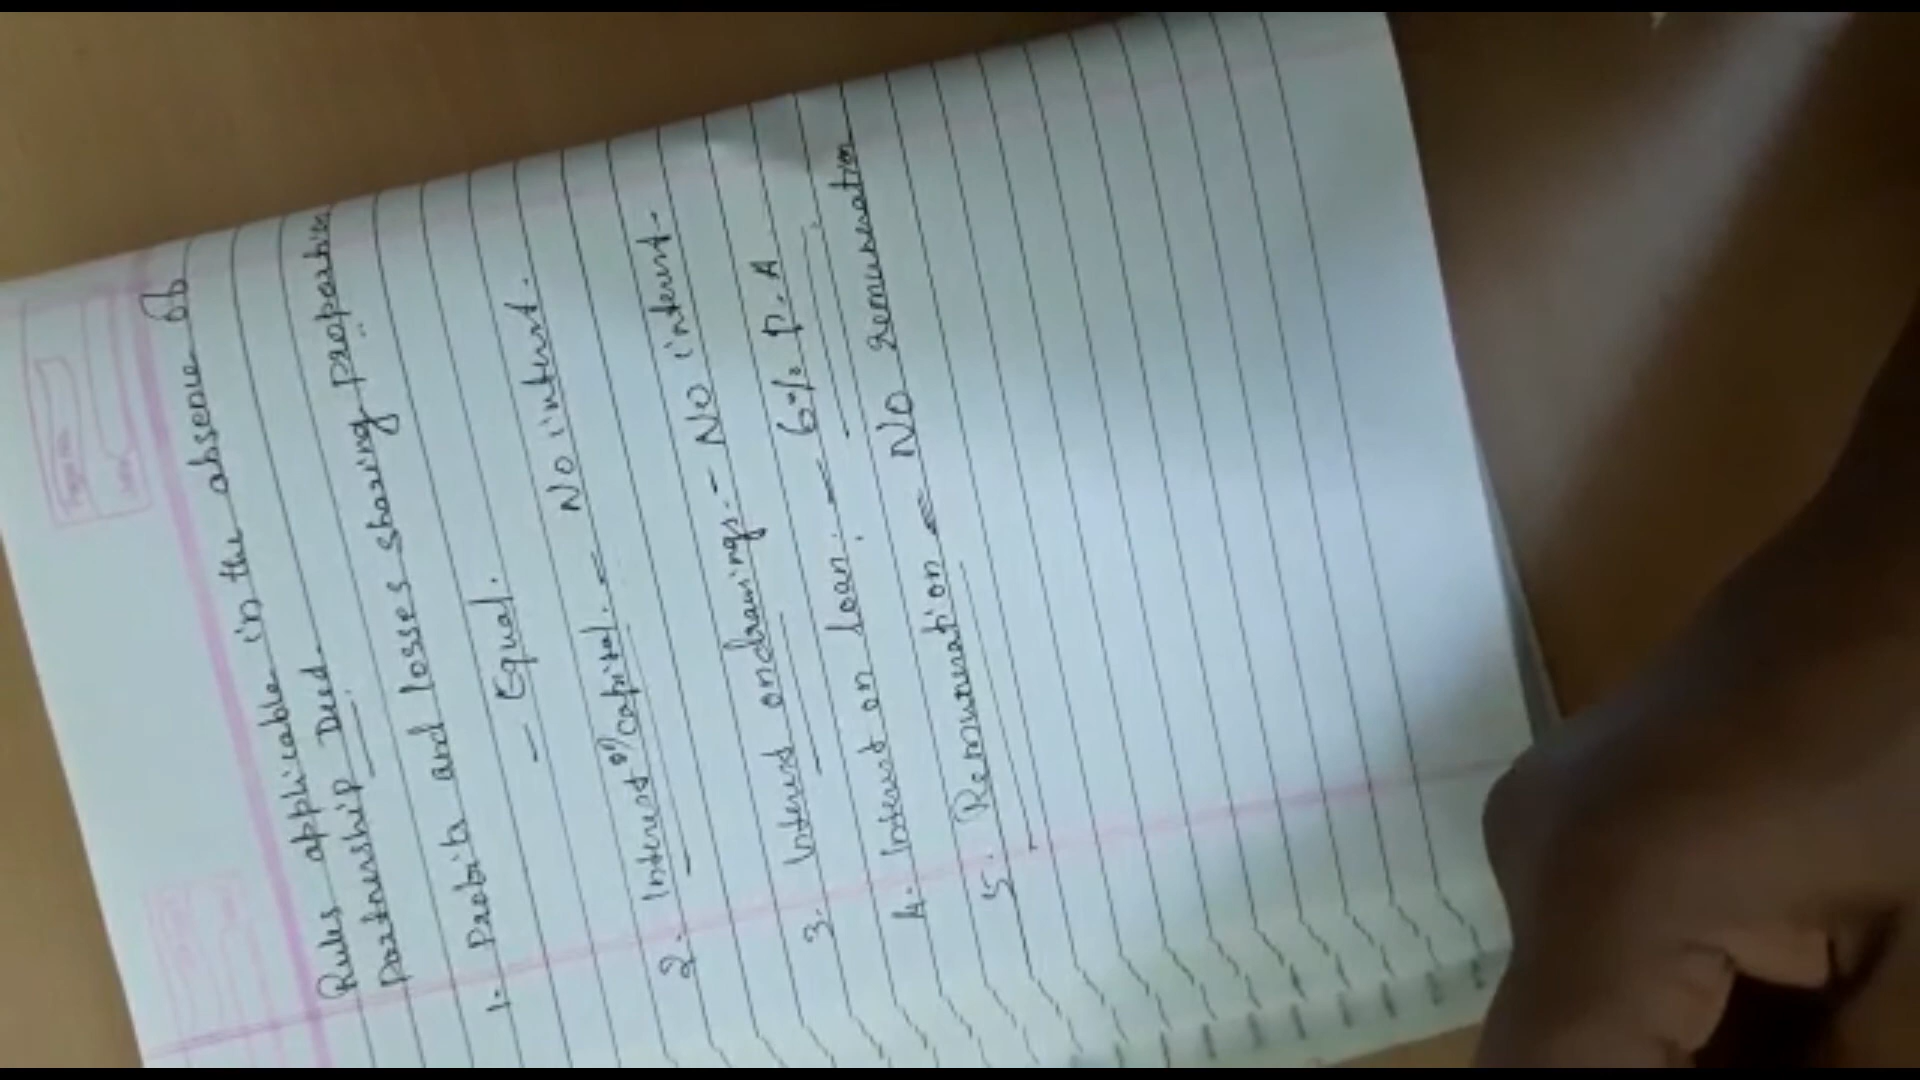 Rules applicable in the absence of
Partnership Deed.
1. Profits and losses sharing proportion
- Equal.
2. Interest on capital. - No interest.
3. Interest on drawings. - No interest.
4. Interest on loan. - 6% P.A
5. Remuneration - No remuneration